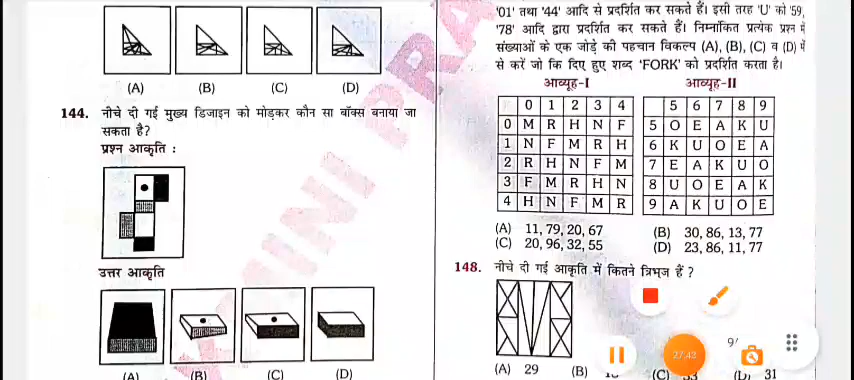 (A) (B) (C) (D)
144. नीचे दी गई मुख्य डिजाइन को मोड़कर कौन सा बॉक्स बनाया जा
सकता है?
प्रश्न आकृति :
उत्तर आकृति
(A) (B) (C) (D)
'01' तथा '44' आदि से प्रदर्शित कर सकते हैं। इसी तरह 'U' को '59,
'78' आदि द्वारा प्रदर्शित कर सकते हैं। निम्नांकित प्रत्येक प्रश्न में
संख्याओं के एक जोड़े की पहचान विकल्प (A), (B), (C) व (D) में
से करें जो कि दिए हुए शब्द 'FORK' को प्रदर्शित करता है।
आव्यूह-I आव्यूह-II
0 1 2 3 4 5 6 7 8 9
0 M R H N F 5 O E A K U
1 N F M R H 6 K U O E A
2 R H N F M 7 E A K U O
3 F M R H N 8 U O E A K
4 H N F M R 9 A K U O E
(A) 11, 79, 20, 67 (B) 30, 86, 13, 77
(C) 20, 96, 32, 55 (D) 23, 86, 11, 77
148. नीचे दी गई आकृति में कितने त्रिभुज हैं ?
(A) 29 (B) (C) (D) 31
27:43